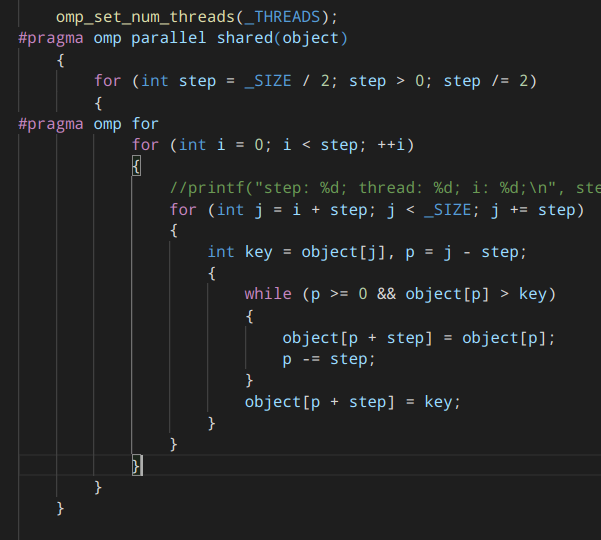 omp_set_num_threads(_THREADS);
#pragma omp parallel shared(object)
{
for (int step = _SIZE / 2; step > 0; step /= 2)
{
#pragma omp for
for (int i = 0; i < step; ++i)
{
//printf("step: %d; thread: %d; i: %d;\n", ste
for (int j = i + step; j < _SIZE; j += step)
{
int key = object[j], p = j - step;
{
while (p >= 0 && object[p] > key)
{
object[p + step] = object[p];
p -= step;
}
object[p + step] = key;
}
}
}
}
}